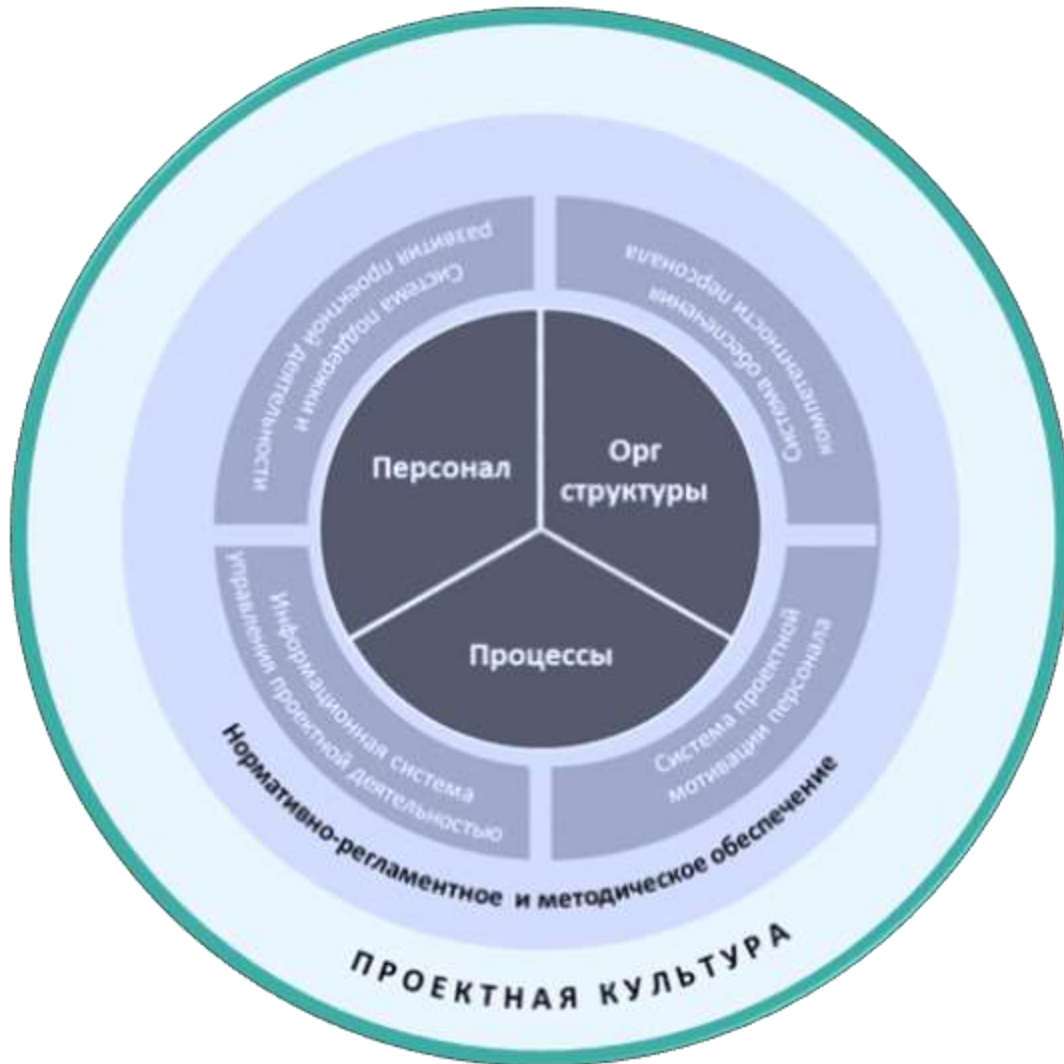 Система поддержки и
развития проектной деятельности
Система обеспечения
компетентности персонала
Персонал
Орг
структуры
Процессы
Информационная система
управления проектной деятельностью
Система проектной
мотивации персонала
Нормативно-регламентное и методическое обеспечение
ПРОЕКТНАЯ КУЛЬТУРА